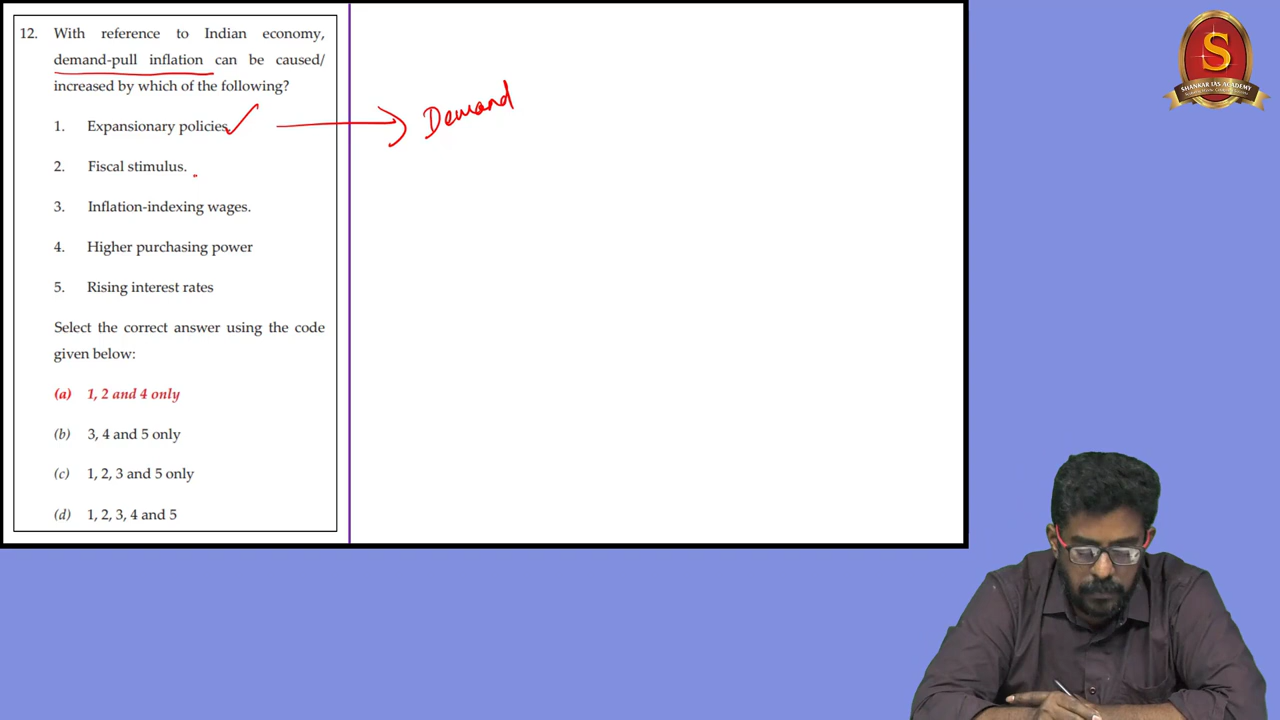 12. With reference to Indian economy,
demand-pull inflation can be caused/
increased by which of the following?
1. Expansionary policies
Demand
2. Fiscal stimulus.
3. Inflation-indexing wages.
4. Higher purchasing power
5. Rising interest rates
Select the correct answer using the code
given below:
(a) 1, 2 and 4 only
(b) 3, 4 and 5 only
(c) 1, 2, 3 and 5 only
(d) 1, 2, 3, 4 and 5
S
SHANKAR IAS ACADEMY